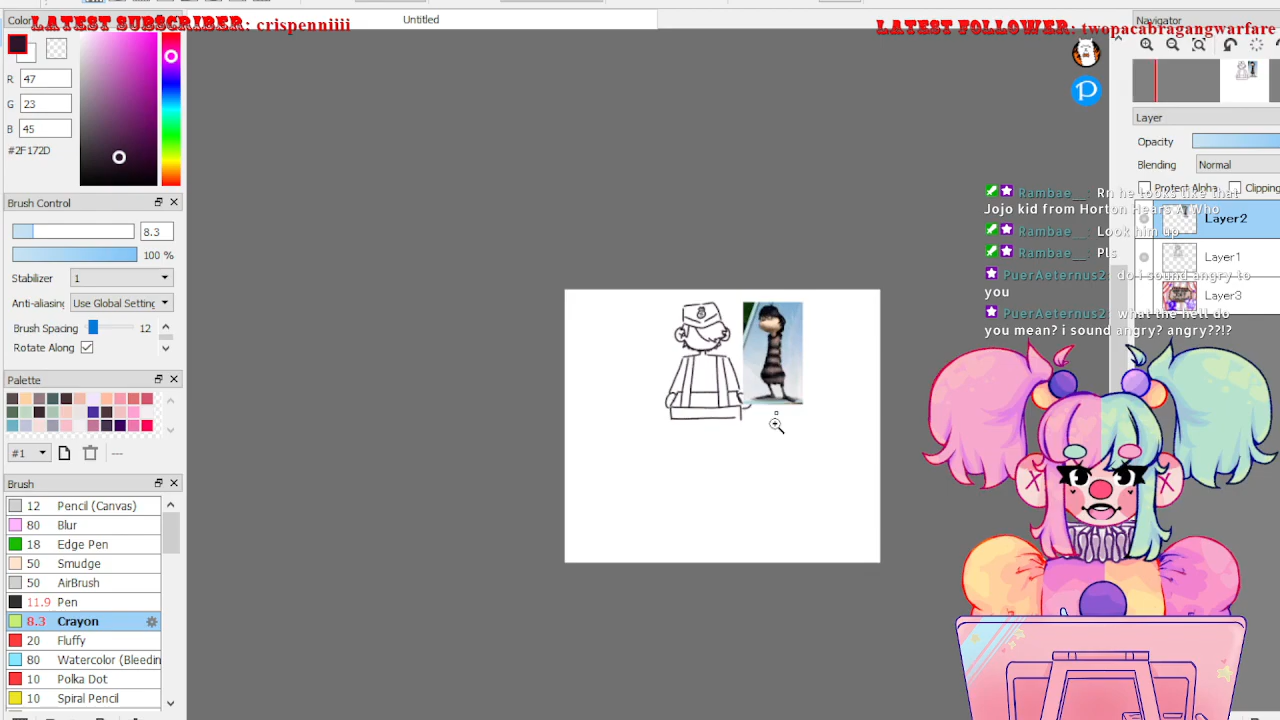 LATEST SUBSCRIBER: crispenniiii
LATEST FOLLOWER: twopacabragangwarfare
Untitled
Color
R 47
G 23
B 45
#2F172D
Brush Control
8.3
100 %
Stabilizer 1
Anti-aliasing Use Global Setting
Brush Spacing 12
Rotate Along
Palette
#1
Brush
12 Pencil (Canvas)
80 Blur
18 Edge Pen
50 Smudge
50 AirBrush
11.9 Pen
8.3 Crayon
20 Fluffy
80 Watercolor (Bleedin
10 Polka Dot
10 Spiral Pencil
Navigator
Layer
Opacity
Blending Normal
Protect Alpha Clipping
Layer2
Layer1
Layer3
Rambae__: Rn he looks like that
Jojo kid from Horton Hears A Who
Rambae__: Look him up
Rambae__: Pls
PuerAeternus2: do i sound angry to
you
PuerAeternus2: what the hell do
you mean? i sound angry? angry??!?